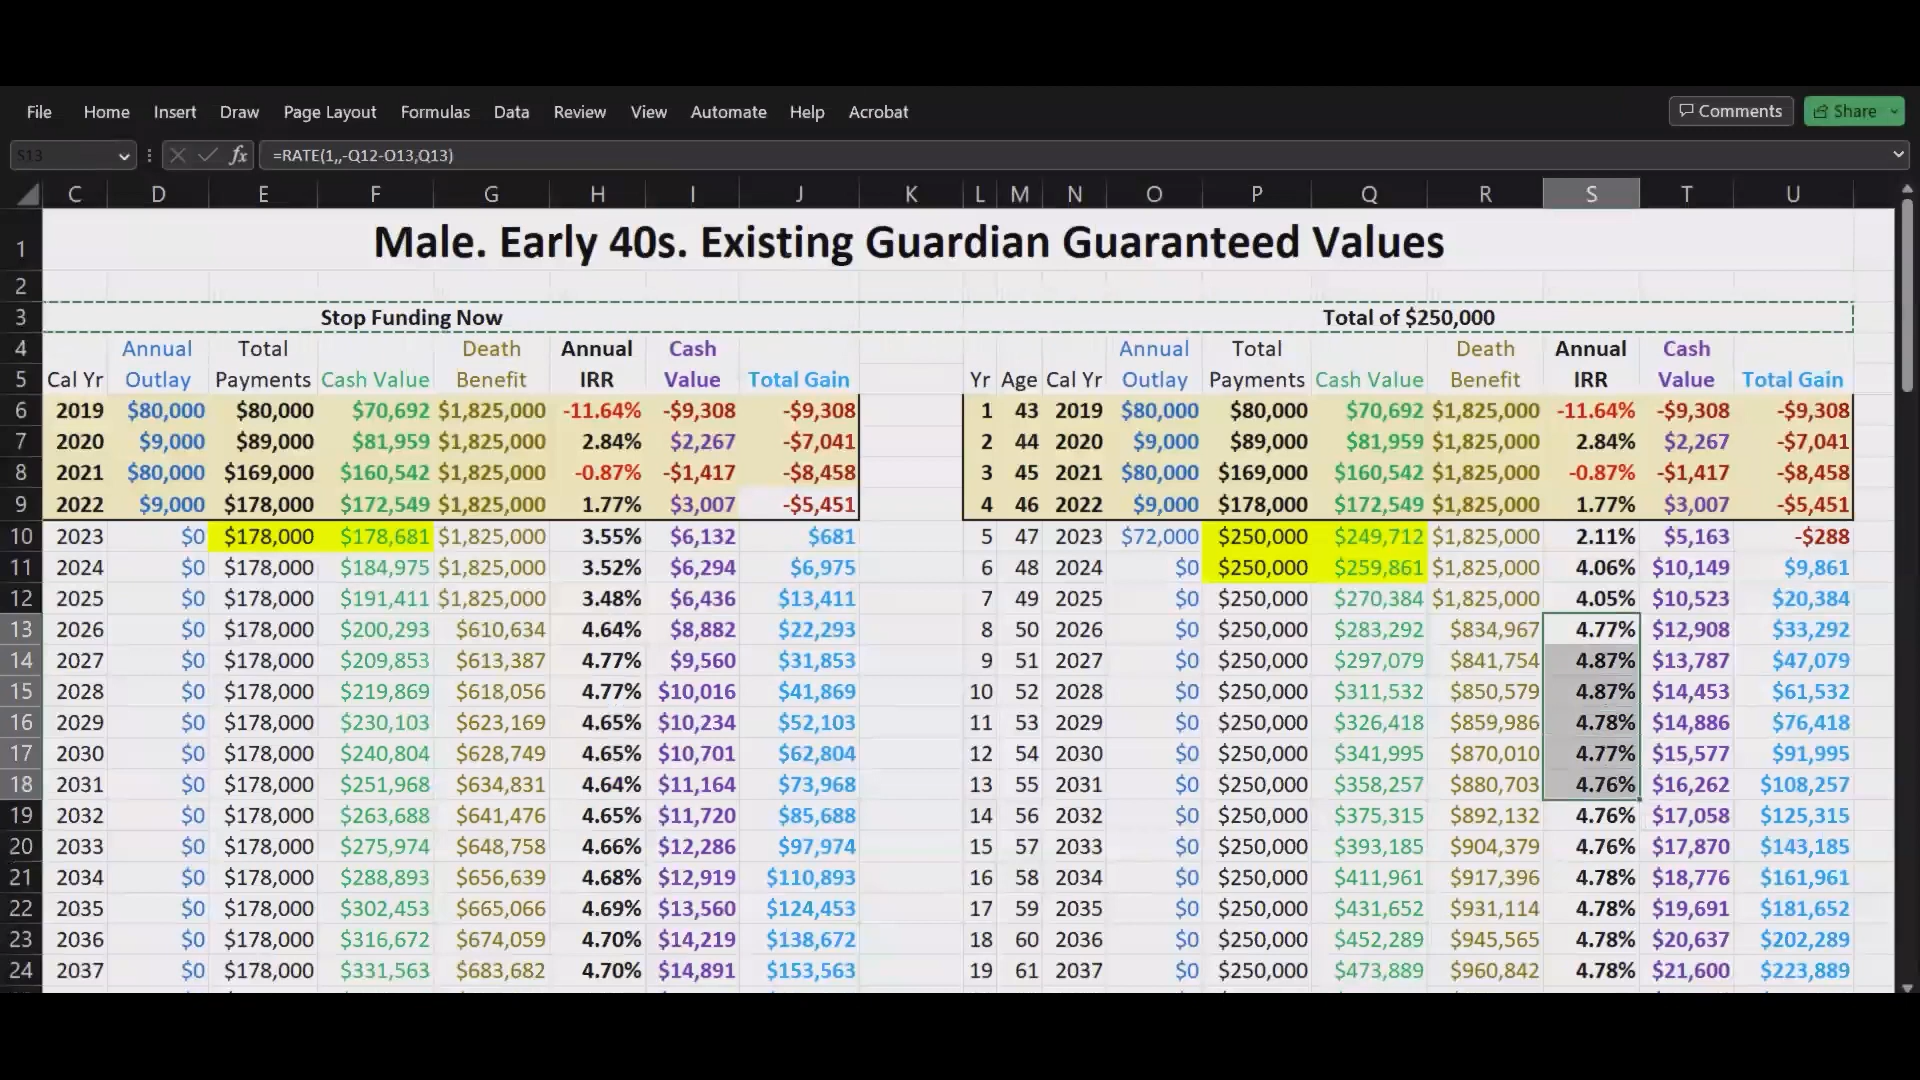 File Home Insert Draw Page Layout Formulas Data Review View Automate Help Acrobat Comments Share
S13 fx =RATE(1,,-Q12-O13,Q13)
C D E F G H I J K L M N O P Q R S T U
1 Male. Early 40s. Existing Guardian Guaranteed Values
2
3 Stop Funding Now Total of $250,000
4 Annual Total Death Annual Cash Annual Total Death Annual Cash
5 Cal Yr Outlay Payments Cash Value Benefit IRR Value Total Gain Yr Age Cal Yr Outlay Payments Cash Value Benefit IRR Value Total Gain
6 2019 $80,000 $80,000 $70,692 $1,825,000 -11.64% -$9,308 -$9,308 1 43 2019 $80,000 $80,000 $70,692 $1,825,000 -11.64% -$9,308 -$9,308
7 2020 $9,000 $89,000 $81,959 $1,825,000 2.84% $2,267 -$7,041 2 44 2020 $9,000 $89,000 $81,959 $1,825,000 2.84% $2,267 -$7,041
8 2021 $80,000 $169,000 $160,542 $1,825,000 -0.87% -$1,417 -$8,458 3 45 2021 $80,000 $169,000 $160,542 $1,825,000 -0.87% -$1,417 -$8,458
9 2022 $9,000 $178,000 $172,549 $1,825,000 1.77% $3,007 -$5,451 4 46 2022 $9,000 $178,000 $172,549 $1,825,000 1.77% $3,007 -$5,451
10 2023 $0 $178,000 $178,681 $1,825,000 3.55% $6,132 $681 5 47 2023 $72,000 $250,000 $249,712 $1,825,000 2.11% $5,163 -$288
11 2024 $0 $178,000 $184,975 $1,825,000 3.52% $6,294 $6,975 6 48 2024 $0 $250,000 $259,861 $1,825,000 4.06% $10,149 $9,861
12 2025 $0 $178,000 $191,411 $1,825,000 3.48% $6,436 $13,411 7 49 2025 $0 $250,000 $270,384 $1,825,000 4.05% $10,523 $20,384
13 2026 $0 $178,000 $200,293 $610,634 4.64% $8,882 $22,293 8 50 2026 $0 $250,000 $283,292 $834,967 4.77% $12,908 $33,292
14 2027 $0 $178,000 $209,853 $613,387 4.77% $9,560 $31,853 9 51 2027 $0 $250,000 $297,079 $841,754 4.87% $13,787 $47,079
15 2028 $0 $178,000 $219,869 $618,056 4.77% $10,016 $41,869 10 52 2028 $0 $250,000 $311,532 $850,579 4.87% $14,453 $61,532
16 2029 $0 $178,000 $230,103 $623,169 4.65% $10,234 $52,103 11 53 2029 $0 $250,000 $326,418 $859,986 4.78% $14,886 $76,418
17 2030 $0 $178,000 $240,804 $628,749 4.65% $10,701 $62,804 12 54 2030 $0 $250,000 $341,995 $870,010 4.77% $15,577 $91,995
18 2031 $0 $178,000 $251,968 $634,831 4.64% $11,164 $73,968 13 55 2031 $0 $250,000 $358,257 $880,703 4.76% $16,262 $108,257
19 2032 $0 $178,000 $263,688 $641,476 4.65% $11,720 $85,688 14 56 2032 $0 $250,000 $375,315 $892,132 4.76% $17,058 $125,315
20 2033 $0 $178,000 $275,974 $648,758 4.66% $12,286 $97,974 15 57 2033 $0 $250,000 $393,185 $904,379 4.76% $17,870 $143,185
21 2034 $0 $178,000 $288,893 $656,639 4.68% $12,919 $110,893 16 58 2034 $0 $250,000 $411,961 $917,396 4.78% $18,776 $161,961
22 2035 $0 $178,000 $302,453 $665,066 4.69% $13,560 $124,453 17 59 2035 $0 $250,000 $431,652 $931,114 4.78% $19,691 $181,652
23 2036 $0 $178,000 $316,672 $674,059 4.70% $14,219 $138,672 18 60 2036 $0 $250,000 $452,289 $945,565 4.78% $20,637 $202,289
24 2037 $0 $178,000 $331,563 $683,682 4.70% $14,891 $153,563 19 61 2037 $0 $250,000 $473,889 $960,842 4.78% $21,600 $223,889